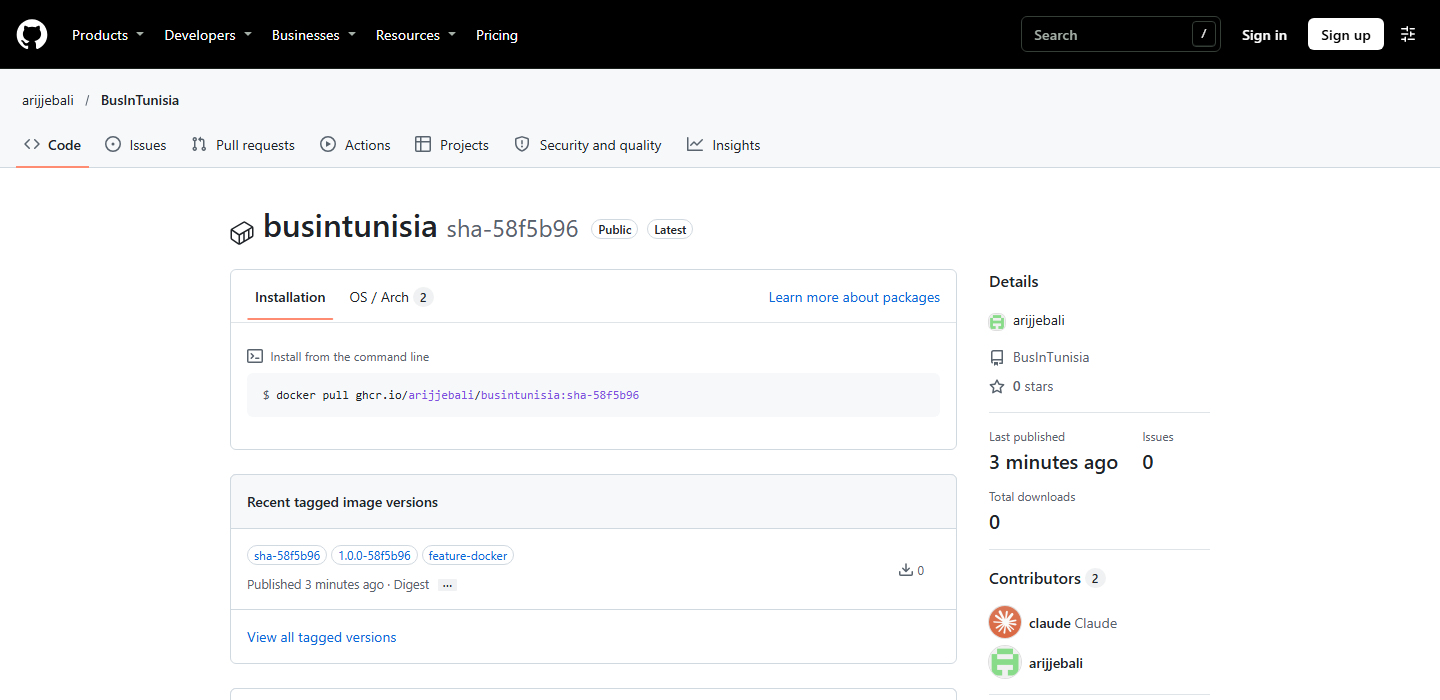 Products Developers Businesses Resources Pricing Search / Sign in Sign up
arijjebali / BusInTunisia
Code Issues Pull requests Actions Projects Security and quality Insights
busintunisia sha-58f5b96 Public Latest
Installation OS / Arch 2 Learn more about packages
Install from the command line
$ docker pull ghcr.io/arijjebali/busintunisia:sha-58f5b96
Recent tagged image versions
sha-58f5b96 1.0.0-58f5b96 feature-docker
Published 3 minutes ago · Digest …
0
View all tagged versions
Details
arijjebali
BusInTunisia
0 stars
Last published Issues
3 minutes ago 0
Total downloads
0
Contributors 2
claude Claude
arijjebali